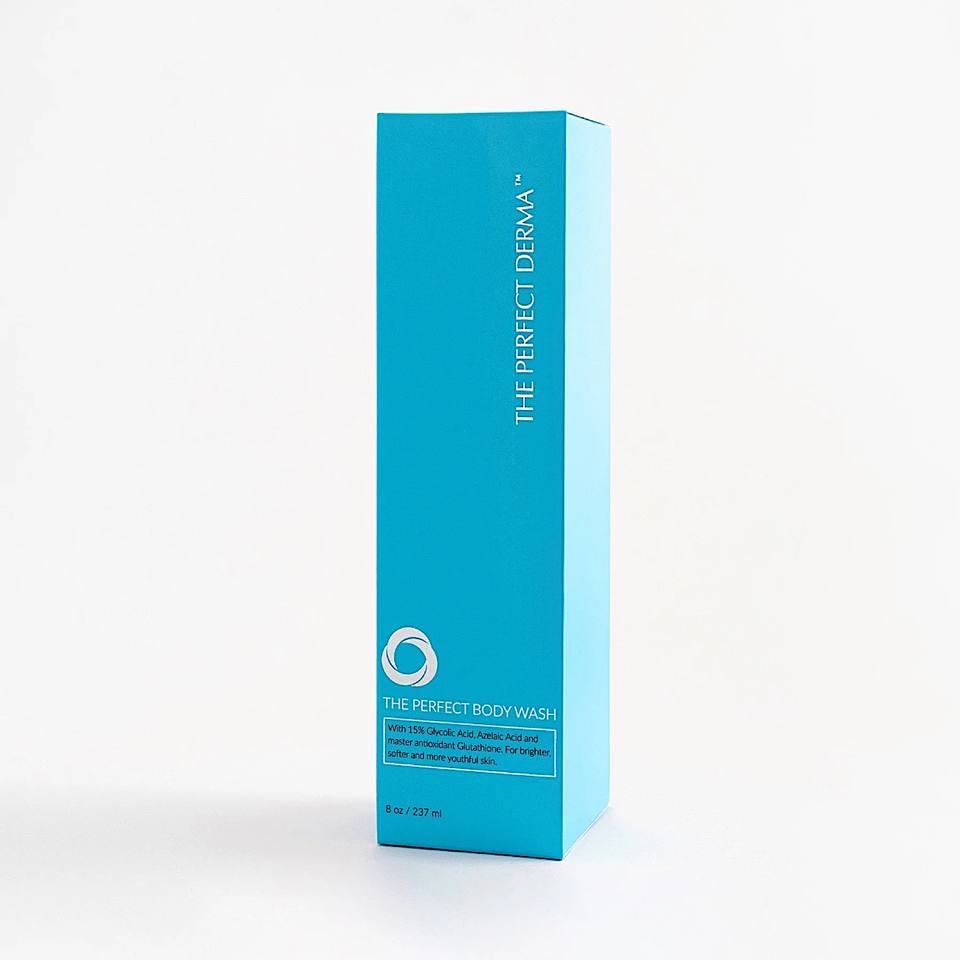 THE PERFECT DERMA™
THE PERFECT BODY WASH
With 15% Glycolic Acid, Azelaic Acid and
master antioxidant Glutathione. For brighter,
softer and more youthful skin.
8 oz / 237 ml